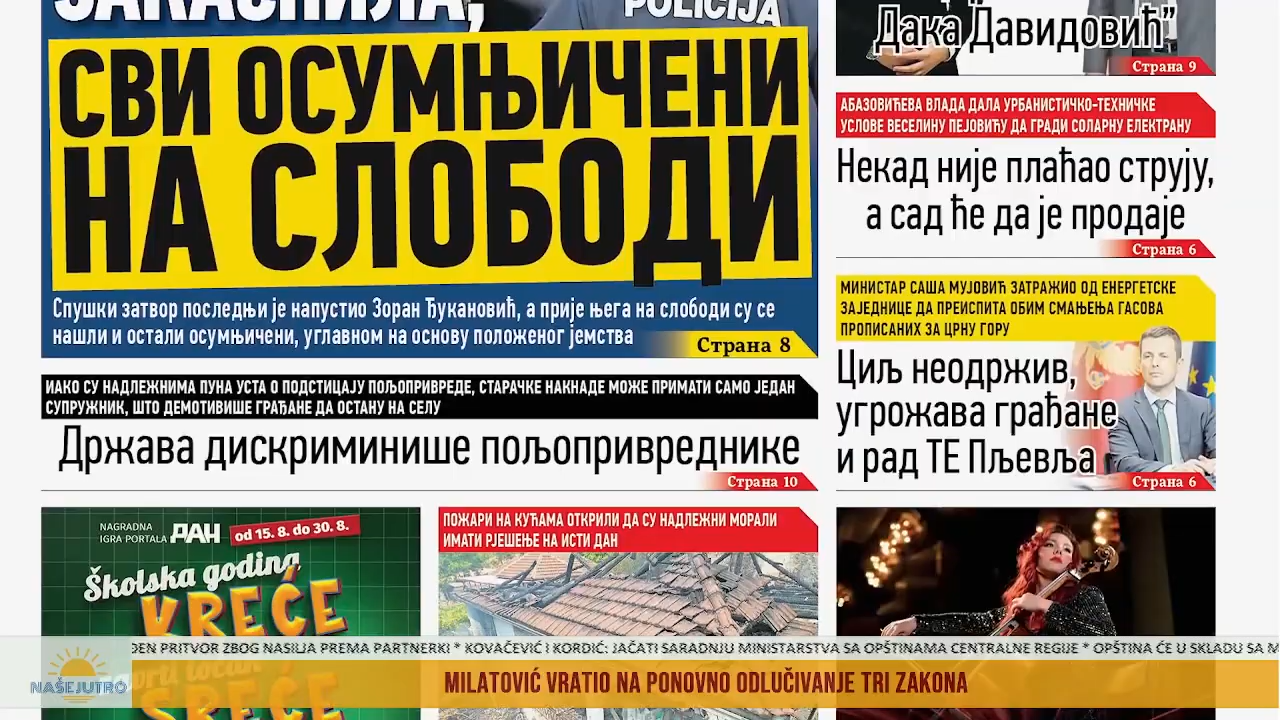 ЗАКАСНИЛА,
POLICIJA
СВИ ОСУМЊИЧЕНИ
НА СЛОБОДИ
Спушки затвор последњи је напустио Зоран Ђукановић, а прије њега на слободи су се
нашли и остали осумњичени, углавном на основу положеног јемства
Страна 8
ИАКО СУ НАДЛЕЖНИМА ПУНА УСТА О ПОДСТИЦАЈУ ПОЉОПРИВРЕДЕ, СТАРАЧКЕ НАКНАДЕ МОЖЕ ПРИМАТИ САМО ЈЕДАН
СУПРУЖНИК, ШТО ДЕМОТИВИШЕ ГРАЂАНЕ ДА ОСТАНУ НА СЕЛУ
Држава дискриминише пољопривреднике
Страна 10
NAGRADNA
IGRA PORTALA ДАН od 15. 8. do 30. 8.
Školska godina
KREĆE
SREĆE
ПОЖАРИ НА КУЋАМА ОТКРИЛИ ДА СУ НАДЛЕЖНИ МОРАЛИ
ИМАТИ РЈЕШЕЊЕ НА ИСТИ ДАН
Дака Давидовић”
Страна 9
АБАЗОВИЋЕВА ВЛАДА ДАЛА УРБАНИСТИЧКО-ТЕХНИЧКЕ
УСЛОВЕ ВЕСЕЛИНУ ПЕЈОВИЋУ ДА ГРАДИ СОЛАРНУ ЕЛЕКТРАНУ
Некад није плаћао струју,
а сад ће да је продаје
Страна 6
МИНИСТАР САША МУЈОВИЋ ЗАТРАЖИО ОД ЕНЕРГЕТСКЕ
ЗАЈЕДНИЦЕ ДА ПРЕИСПИТА ОБИМ СМАЊЕЊА ГАСОВА
ПРОПИСАНИХ ЗА ЦРНУ ГОРУ
Циљ неодржив,
угрожава грађане
и рад ТЕ Пљевља
Страна 6
DEN PRITVOR ZBOG NASILJA PREMA PARTNERKI * KOVAČEVIĆ I KORDIĆ: JAČATI SARADNJU MINISTARSTVA SA OPŠTINAMA CENTRALNE REGIJE * OPŠTINA ĆE U SKLADU SA M
NAŠEJUTRO
MILATOVIĆ VRATIO NA PONOVNO ODLUČIVANJE TRI ZAKONA